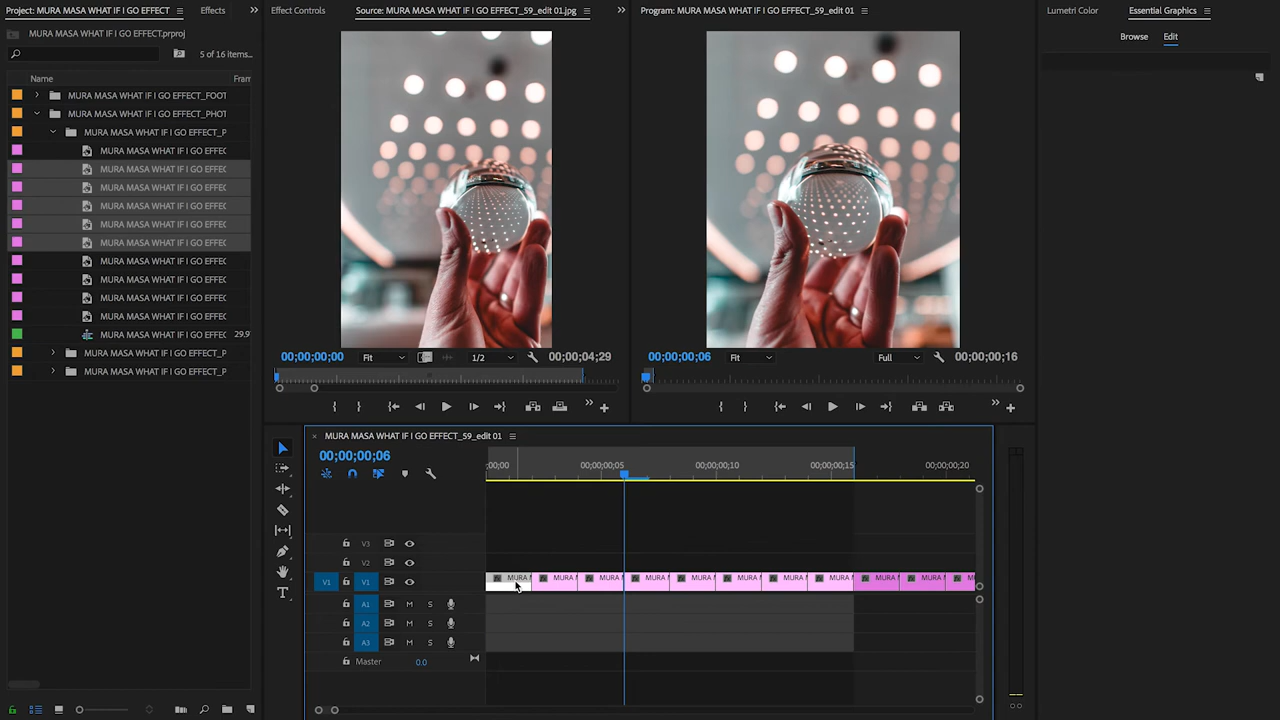 Project: MURA MASA WHAT IF I GO EFFECT
Effects
MURA MASA WHAT IF I GO EFFECT.prproj
5 of 16 items...
Name
Fram
MURA MASA WHAT IF I GO EFFECT_FOOT
MURA MASA WHAT IF I GO EFFECT_PHOT
MURA MASA WHAT IF I GO EFFECT_P
MURA MASA WHAT IF I GO EFFEC
MURA MASA WHAT IF I GO EFFEC
MURA MASA WHAT IF I GO EFFEC
MURA MASA WHAT IF I GO EFFEC
MURA MASA WHAT IF I GO EFFEC
MURA MASA WHAT IF I GO EFFEC
MURA MASA WHAT IF I GO EFFEC
MURA MASA WHAT IF I GO EFFEC
MURA MASA WHAT IF I GO EFFEC
MURA MASA WHAT IF I GO EFFEC
MURA MASA WHAT IF I GO EFFEC 29.9
MURA MASA WHAT IF I GO EFFECT_P
MURA MASA WHAT IF I GO EFFECT_P
Effect Controls
Source: MURA MASA WHAT IF I GO EFFECT_59_edit 01.jpg
00;00;00;00
Fit
1/2
00;00;04;29
Program: MURA MASA WHAT IF I GO EFFECT_59_edit 01
00;00;00;06
Fit
Full
00;00;00;16
Lumetri Color
Essential Graphics
Browse
Edit
MURA MASA WHAT IF I GO EFFECT_59_edit 01
00;00;00;06
;00;00
00;00;00;05
00;00;00;10
00;00;00;15
00;00;00;20
V3
V2
V1 V1
MURA M MURA M MURA M MURA M MURA M MURA M MURA M MURA M MURA M MURA M M
A1 M S
A2 M S
A3 M S
Master 0.0